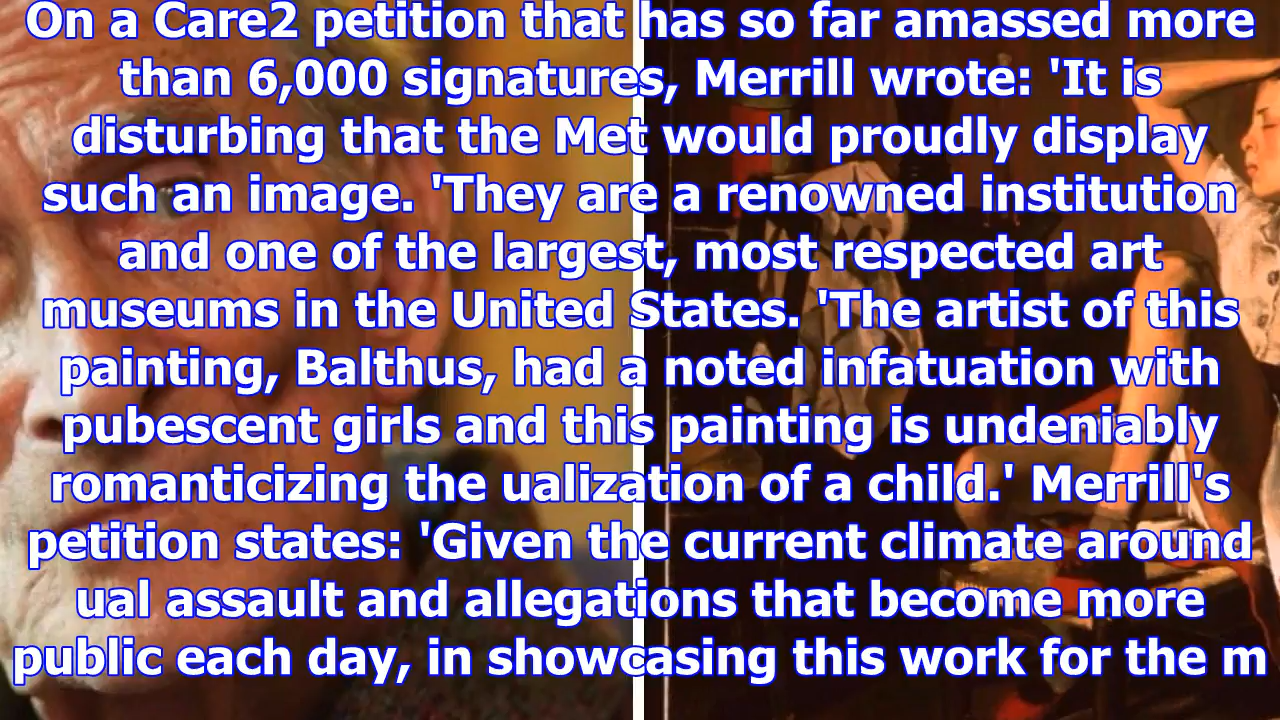 On a Care2 petition that has so far amassed more
than 6,000 signatures, Merrill wrote: 'It is
disturbing that the Met would proudly display
such an image. 'They are a renowned institution
and one of the largest, most respected art
museums in the United States. 'The artist of this
painting, Balthus, had a noted infatuation with
pubescent girls and this painting is undeniably
romanticizing the ualization of a child.' Merrill's
petition states: 'Given the current climate around
ual assault and allegations that become more
public each day, in showcasing this work for the m